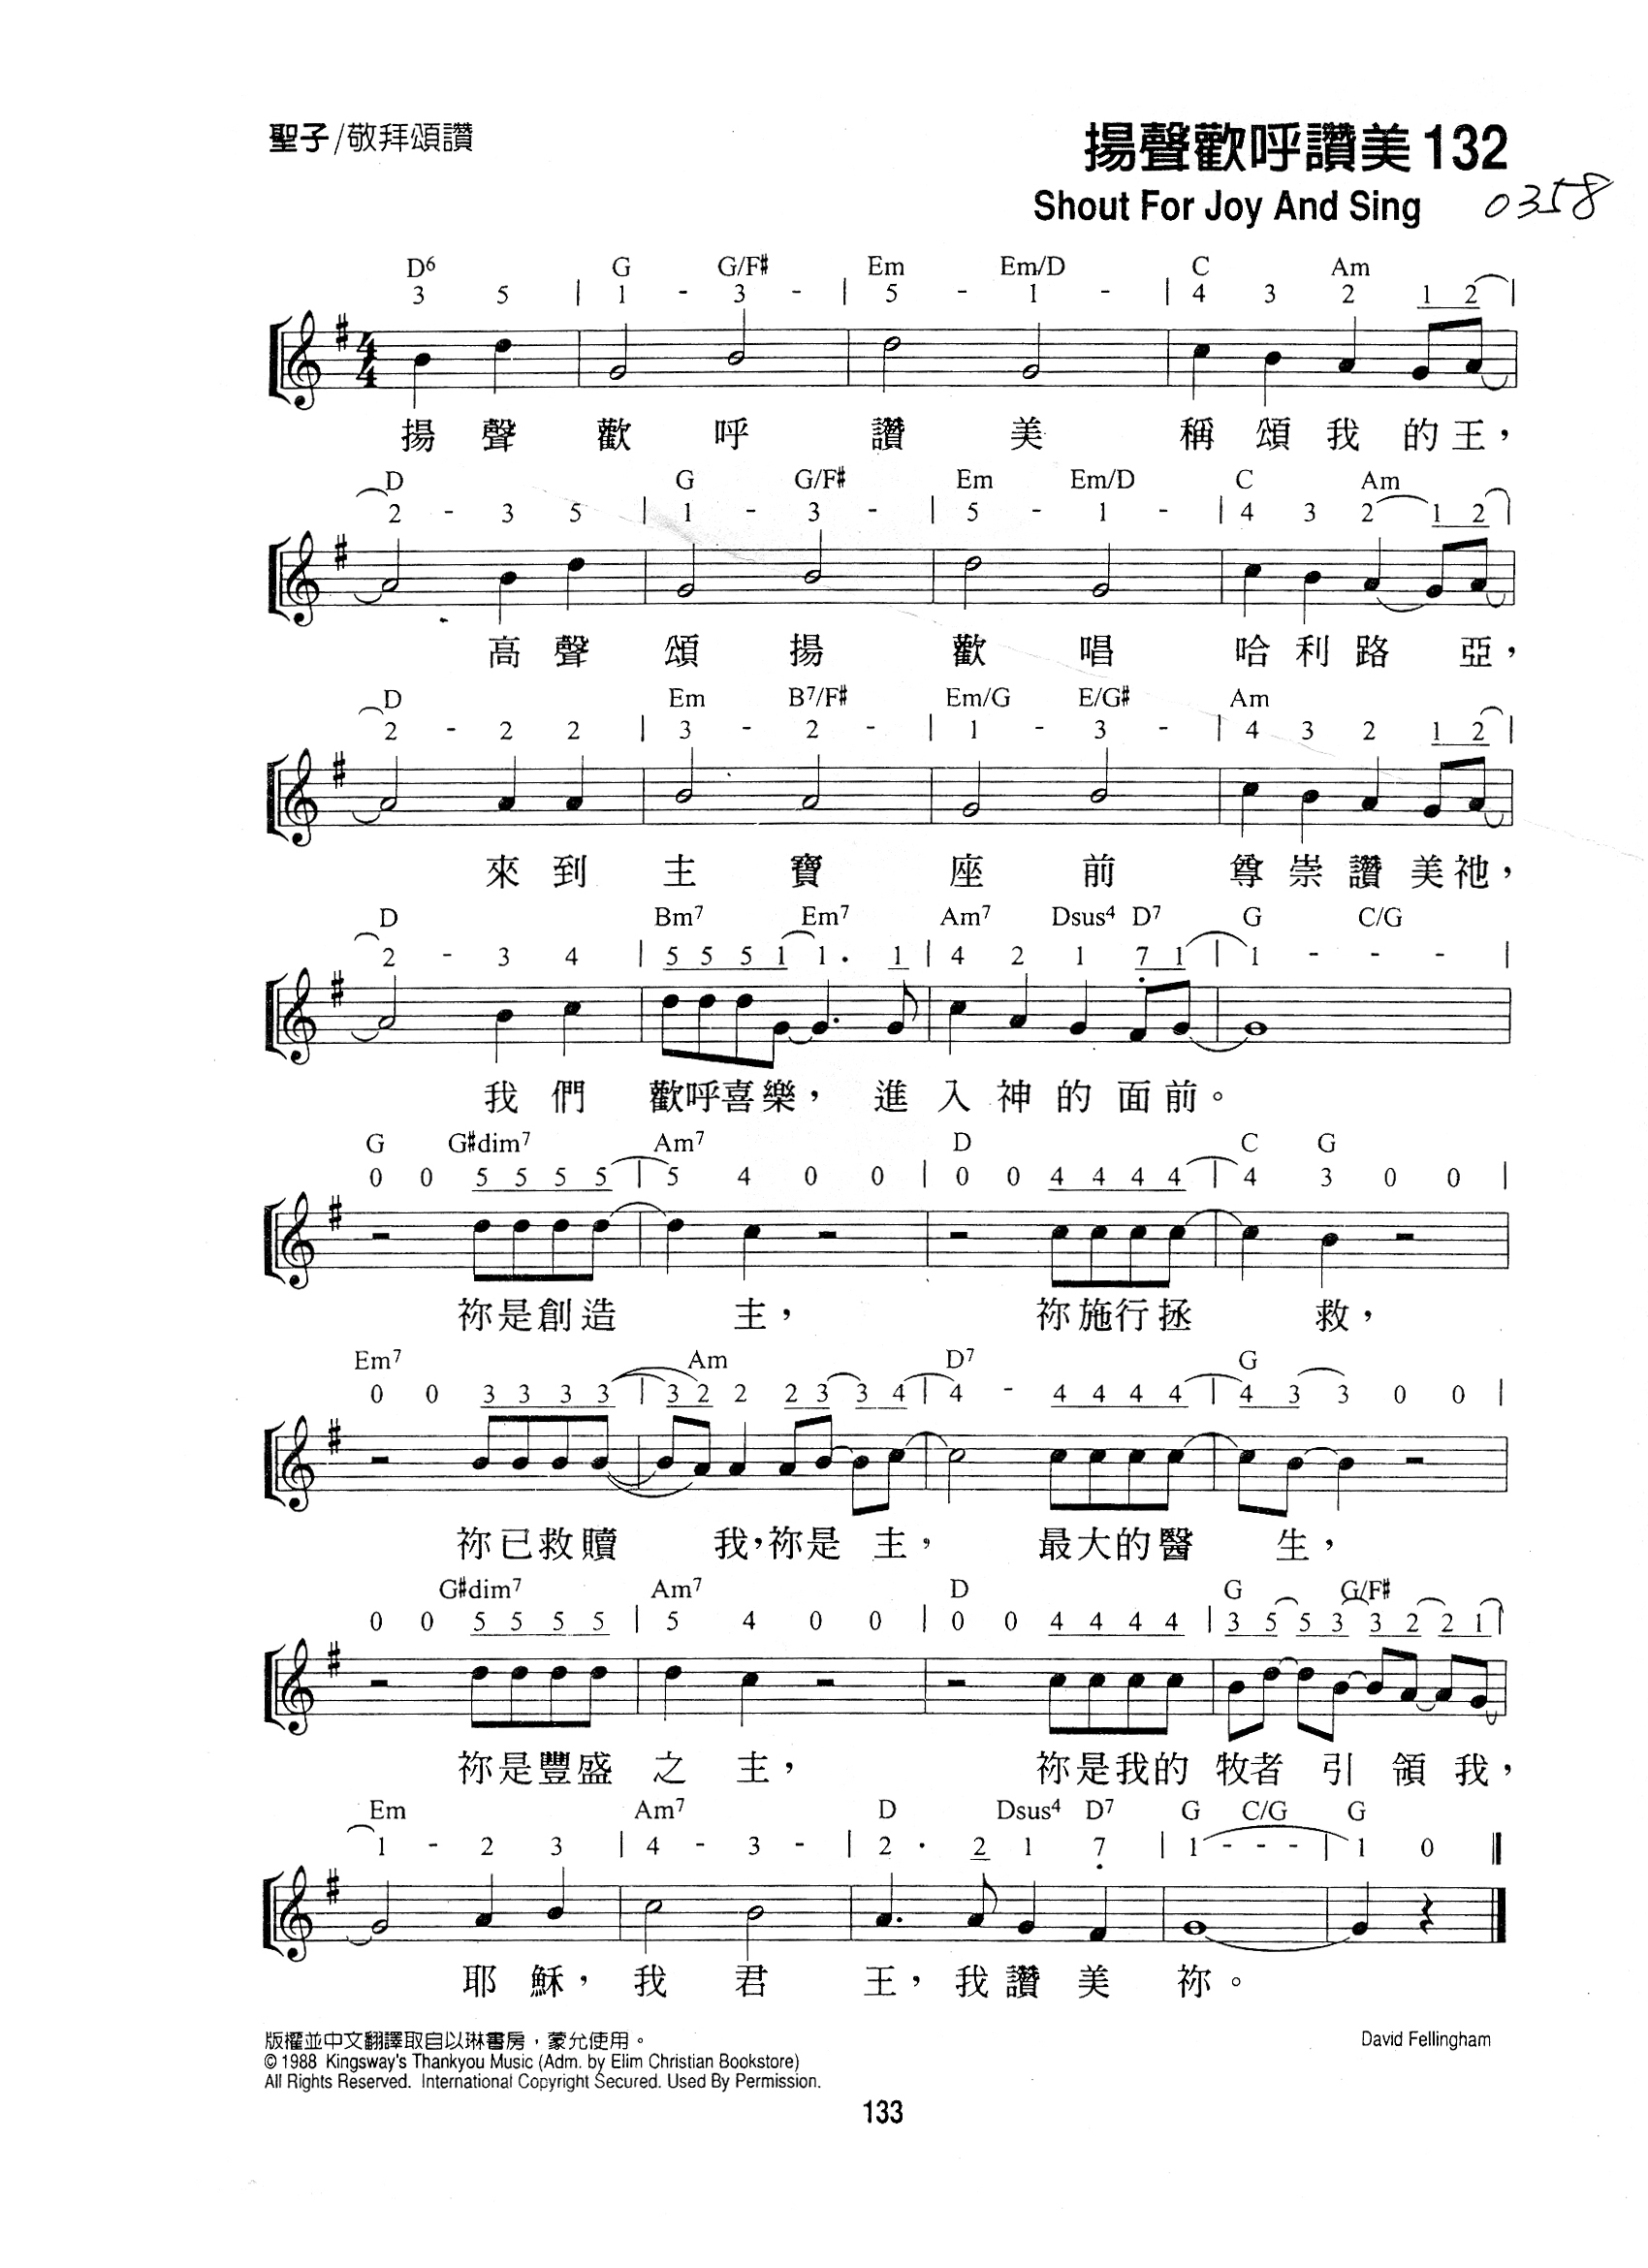 聖子/敬拜頌讚
揚聲歡呼讚美 132
Shout For Joy And Sing 0358
D6 G G/F# Em Em/D C Am
3 5 | 1 - 3 - | 5 - 1 - | 4 3 2 1 2 |
4/4
揚 聲 歡 呼 讚 美 稱 頌 我 的 王，
D G G/F# Em Em/D C Am
2 - 3 5 | 1 - 3 - | 5 - 1 - | 4 3 2 1 2 |
高 聲 頌 揚 歡 唱 哈 利 路 亞，
D Em B7/F# Em/G E/G# Am
2 - 2 2 | 3 - 2 - | 1 - 3 - | 4 3 2 1 2 |
來 到 主 寶 座 前 尊 崇 讚 美 祂，
D Bm7 Em7 Am7 Dsus4 D7 G C/G
2 - 3 4 | 5 5 5 1 1 . 1 | 4 2 1 7 1 | 1 - - - |
我 們 歡呼喜樂， 進 入 神 的 面 前。
G G#dim7 Am7 D C G
0 0 5 5 5 5 | 5 4 0 0 | 0 0 4 4 4 4 | 4 3 0 0 |
祢是創造 主， 祢施行拯 救，
Em7 Am D7 G
0 0 3 3 3 3 | 3 2 2 2 3 3 4 | 4 - 4 4 4 4 | 4 3 3 0 0 |
祢已救贖 我，祢是 主， 最大的醫 生，
G#dim7 Am7 D G G/F#
0 0 5 5 5 5 | 5 4 0 0 | 0 0 4 4 4 4 | 3 5 5 3 3 2 2 1 |
祢是豐盛 之 主， 祢是我的 牧者 引 領 我，
Em Am7 D Dsus4 D7 G C/G G
1 - 2 3 | 4 - 3 - | 2 . 2 1 7 | 1 - - - | 1 0 ||
耶 穌， 我 君 王，我 讚 美 祢。
版權並中文翻譯取自以琳書房，蒙允使用。 David Fellingham
© 1988 Kingsway's Thankyou Music (Adm. by Elim Christian Bookstore)
All Rights Reserved. International Copyright Secured. Used By Permission.
133